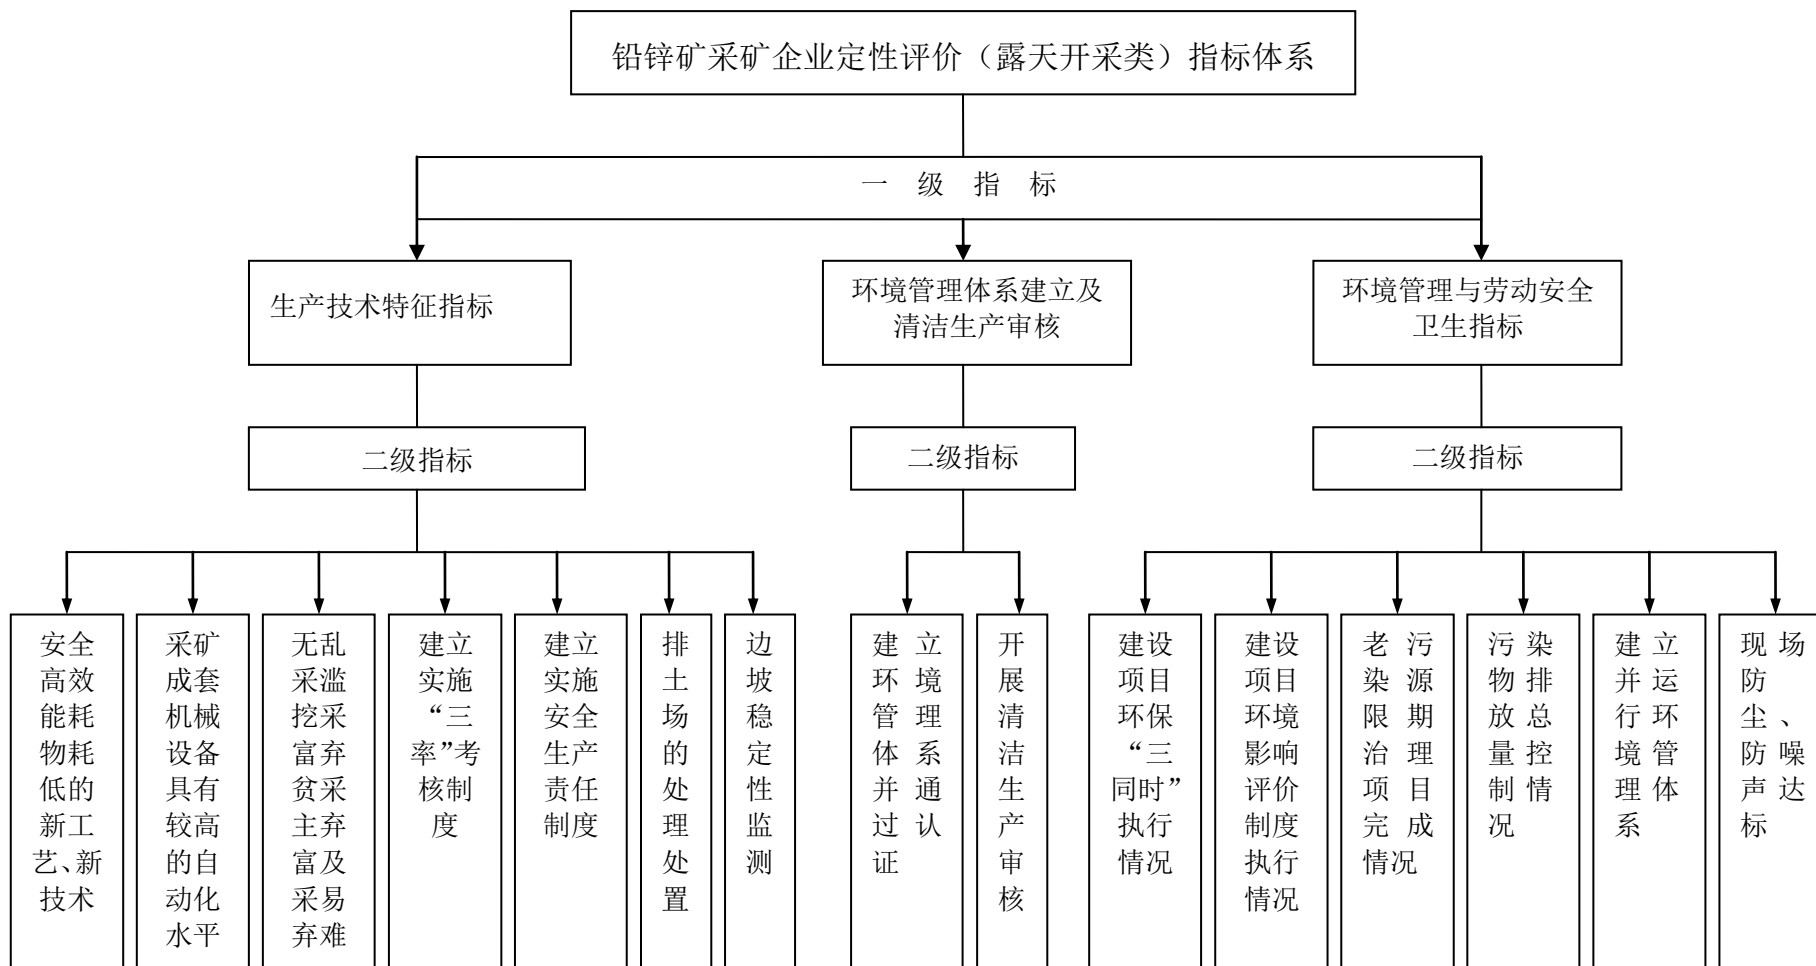 铅锌矿采矿企业定性评价（露天开采类）指标体系
一 级 指 标
生产技术特征指标
环境管理体系建立及
清洁生产审核
环境管理与劳动安全
卫生指标
二级指标
二级指标
二级指标
安全
高效
能耗
物耗
低的
新工
艺、新
技术
采矿
成套
机械
设备
具有
较高
的自
动化
水平
无乱
采滥
挖采
富弃
贫采
主弃
富及
采易
弃难
建立
实施
“三
率”考
核制
度
建立
实施
安全
生产
责任
制度
排
土
场
的
处
理
处
置
边
坡
稳
定
性
监
测
建 立
环 境
管 理
体 系
并 通
过 认
证
开
展
清
洁
生
产
审
核
建设
项目
环保
“三
同时”
执行
情况
建设
项目
环境
影响
评价
制度
执行
情况
老 污
染 源
限 期
治 理
项 目
完 成
情况
污 染
物 排
放 总
量 控
制 情
况
建 立
并 运
行 环
境 管
理 体
系
现 场
防
尘 、
防 噪
声 达
标